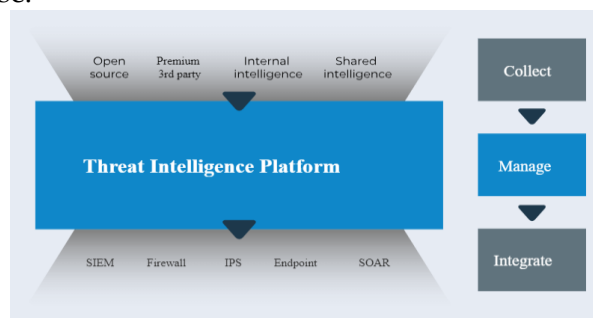 Open source
Premium 3rd party
Internal intelligence
Shared intelligence
Collect
Threat Intelligence Platform
Manage
SIEM Firewall IPS Endpoint SOAR
Integrate